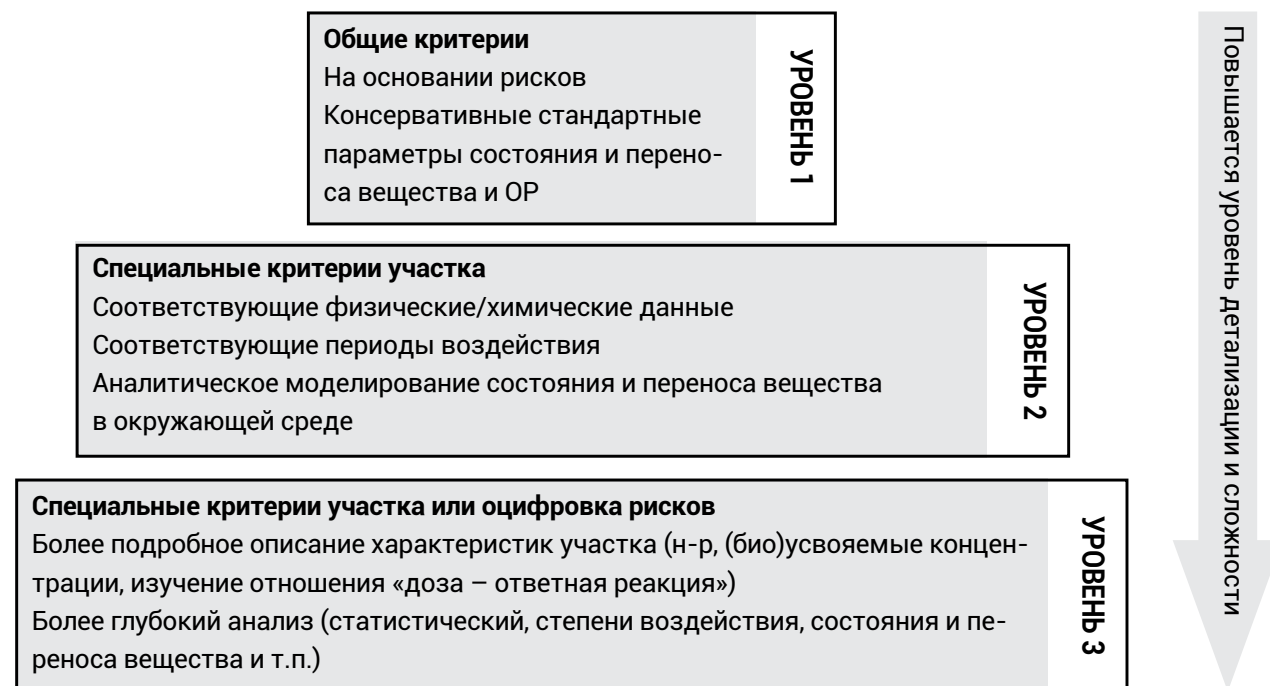 Общие критерии
На основании рисков
Консервативные стандартные
параметры состояния и перено-
са вещества и ОР
УРОВЕНЬ 1
Специальные критерии участка
Соответствующие физические/химические данные
Соответствующие периоды воздействия
Аналитическое моделирование состояния и переноса вещества
в окружающей среде
УРОВЕНЬ 2
Специальные критерии участка или оцифровка рисков
Более подробное описание характеристик участка (н-р, (био)усвояемые концен-
трации, изучение отношения «доза – ответная реакция»)
Более глубокий анализ (статистический, степени воздействия, состояния и пе-
реноса вещества и т.п.)
УРОВЕНЬ 3
Повышается уровень детализации и сложности